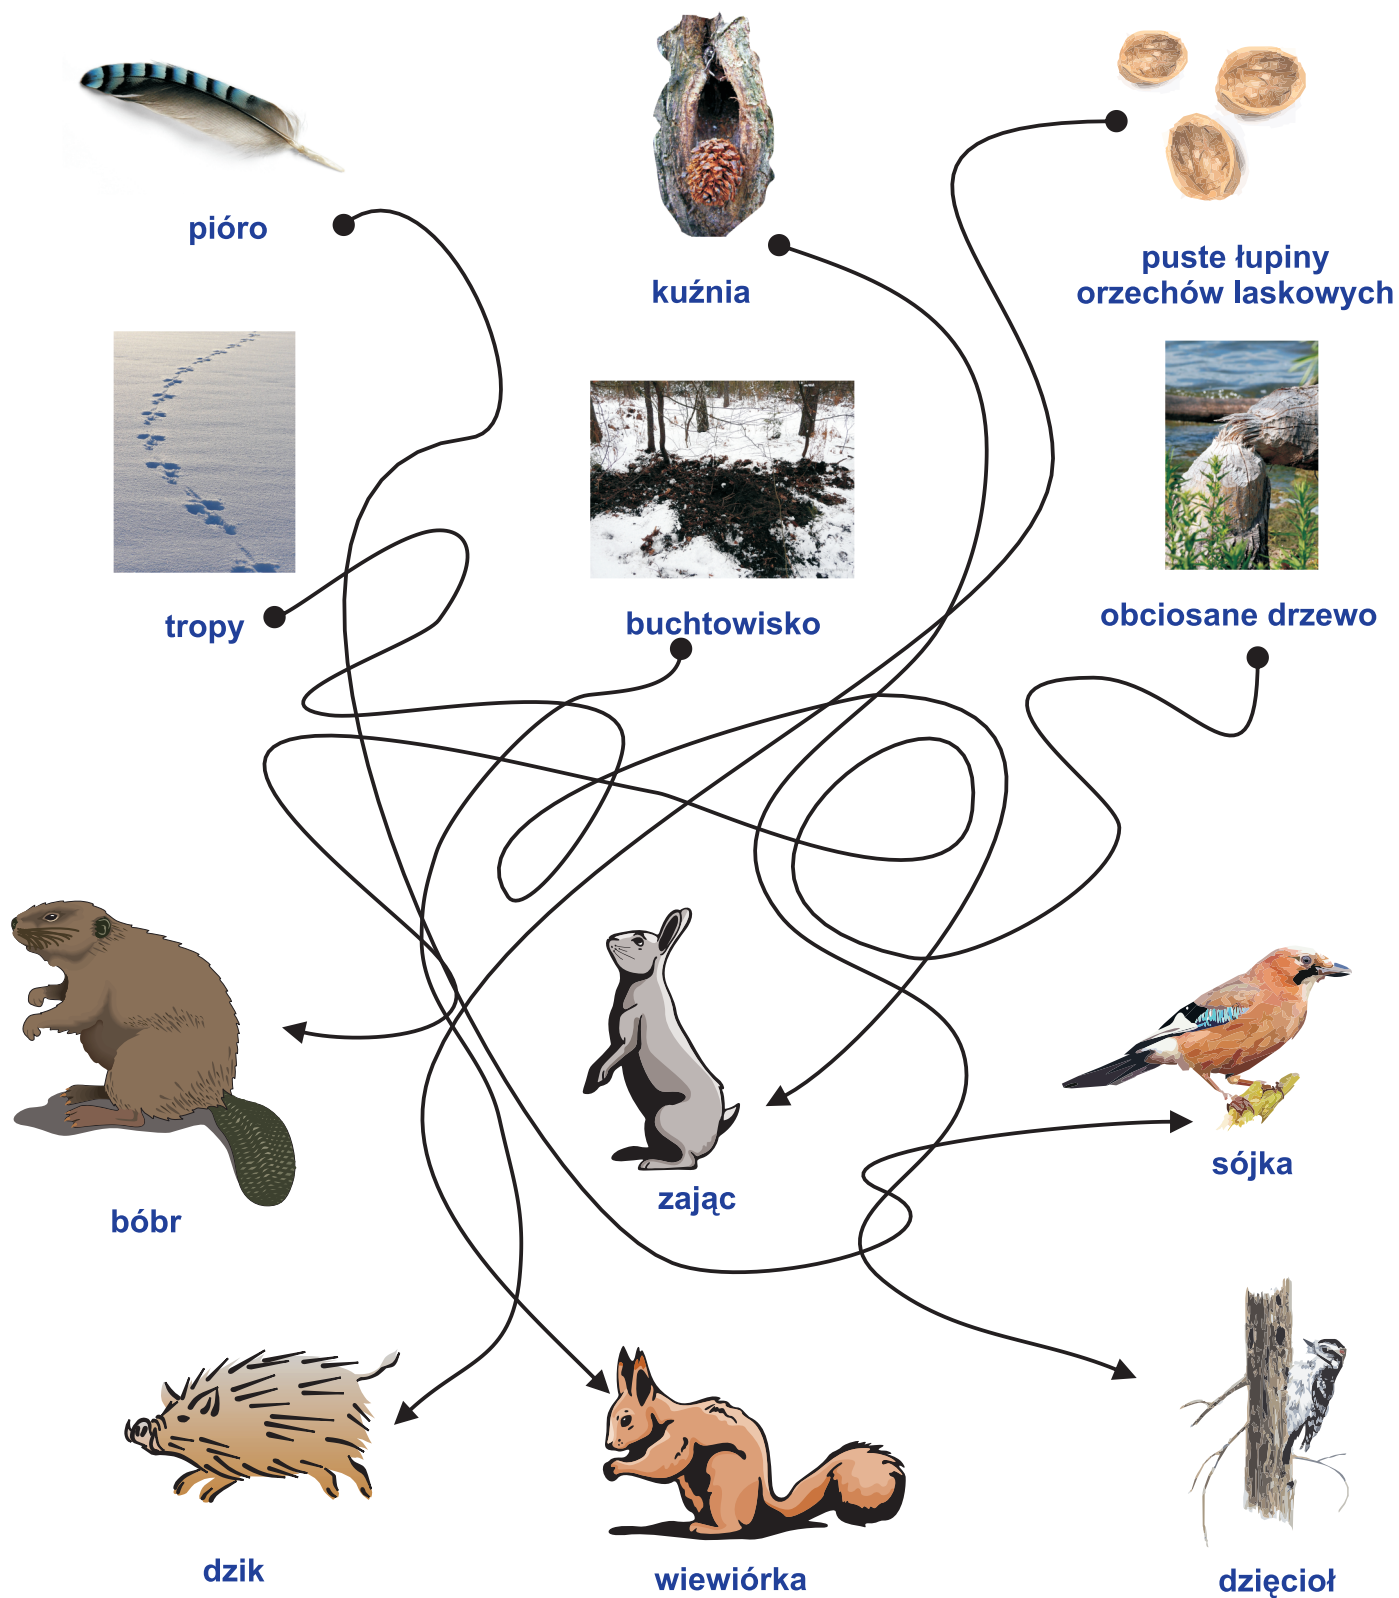 pióro
kuźnia
puste łupiny
orzechów laskowych
tropy
buchtowisko
obciosane drzewo
bóbr
zając
sójka
dzik
wiewiórka
dzięcioł